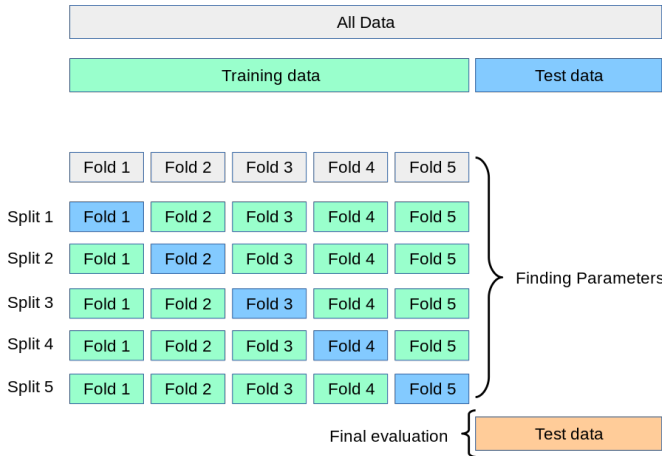 All Data
Training data Test data
Fold 1 Fold 2 Fold 3 Fold 4 Fold 5
Split 1 Fold 1 Fold 2 Fold 3 Fold 4 Fold 5
Split 2 Fold 1 Fold 2 Fold 3 Fold 4 Fold 5
Finding Parameters
Split 3 Fold 1 Fold 2 Fold 3 Fold 4 Fold 5
Split 4 Fold 1 Fold 2 Fold 3 Fold 4 Fold 5
Split 5 Fold 1 Fold 2 Fold 3 Fold 4 Fold 5
Final evaluation Test data